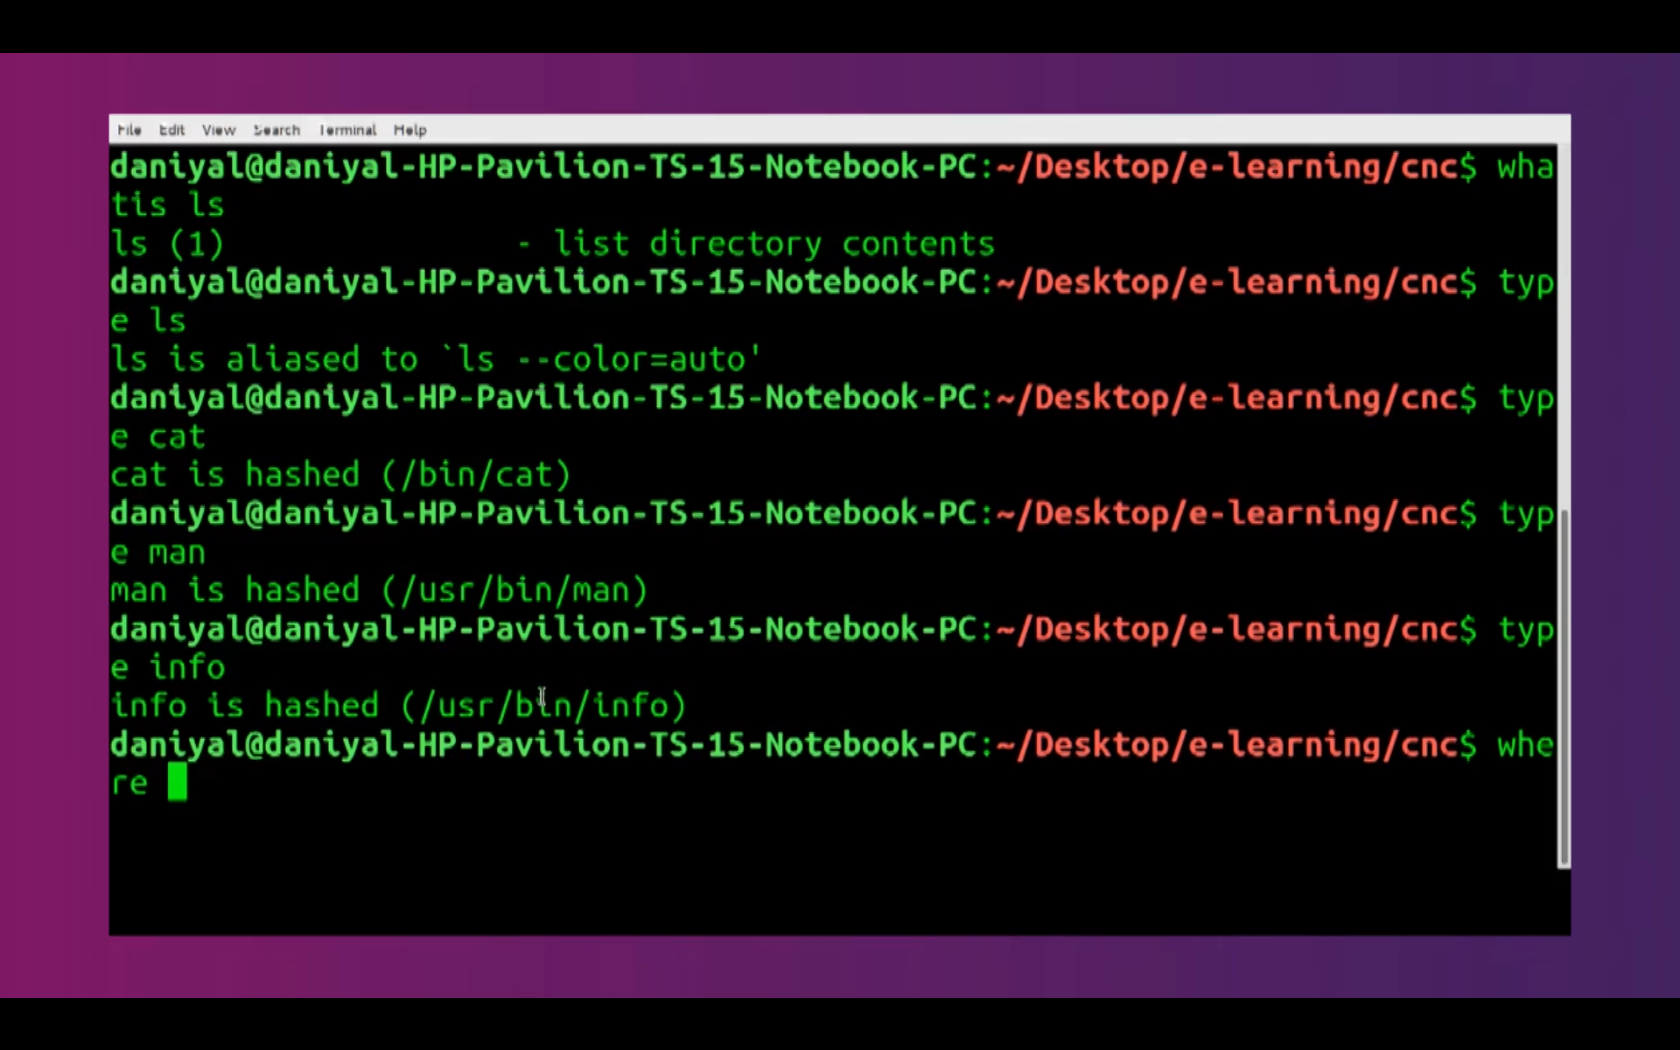 File Edit View Search Terminal Help
daniyal@daniyal-HP-Pavilion-TS-15-Notebook-PC:~/Desktop/e-learning/cnc$ wha
tis ls
ls (1)                - list directory contents
daniyal@daniyal-HP-Pavilion-TS-15-Notebook-PC:~/Desktop/e-learning/cnc$ typ
e ls
ls is aliased to `ls --color=auto'
daniyal@daniyal-HP-Pavilion-TS-15-Notebook-PC:~/Desktop/e-learning/cnc$ typ
e cat
cat is hashed (/bin/cat)
daniyal@daniyal-HP-Pavilion-TS-15-Notebook-PC:~/Desktop/e-learning/cnc$ typ
e man
man is hashed (/usr/bin/man)
daniyal@daniyal-HP-Pavilion-TS-15-Notebook-PC:~/Desktop/e-learning/cnc$ typ
e info
info is hashed (/usr/bin/info)
daniyal@daniyal-HP-Pavilion-TS-15-Notebook-PC:~/Desktop/e-learning/cnc$ whe
re